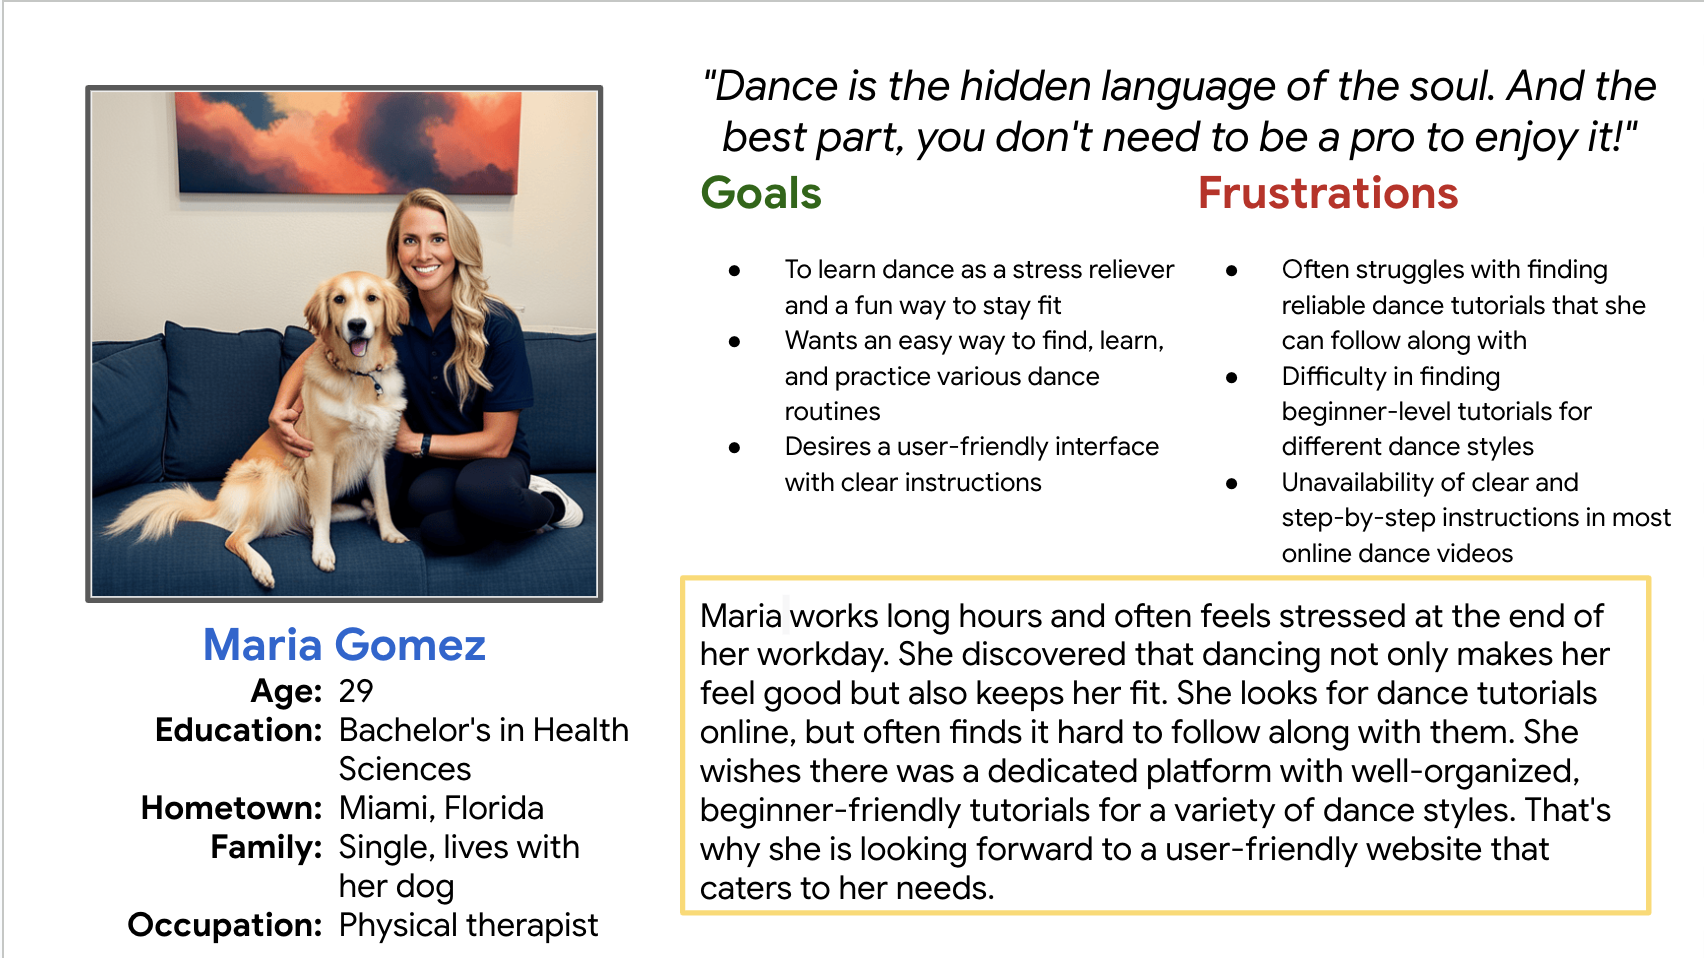 "Dance is the hidden language of the soul. And the
best part, you don't need to be a pro to enjoy it!"
Goals
● To learn dance as a stress reliever
and a fun way to stay fit
● Wants an easy way to find, learn,
and practice various dance
routines
● Desires a user-friendly interface
with clear instructions
Frustrations
● Often struggles with finding
reliable dance tutorials that she
can follow along with
● Difficulty in finding
beginner-level tutorials for
different dance styles
● Unavailability of clear and
step-by-step instructions in most
online dance videos
Maria Gomez
Age: 29
Education: Bachelor's in Health
Sciences
Hometown: Miami, Florida
Family: Single, lives with
her dog
Occupation: Physical therapist
Maria works long hours and often feels stressed at the end of
her workday. She discovered that dancing not only makes her
feel good but also keeps her fit. She looks for dance tutorials
online, but often finds it hard to follow along with them. She
wishes there was a dedicated platform with well-organized,
beginner-friendly tutorials for a variety of dance styles. That's
why she is looking forward to a user-friendly website that
caters to her needs.